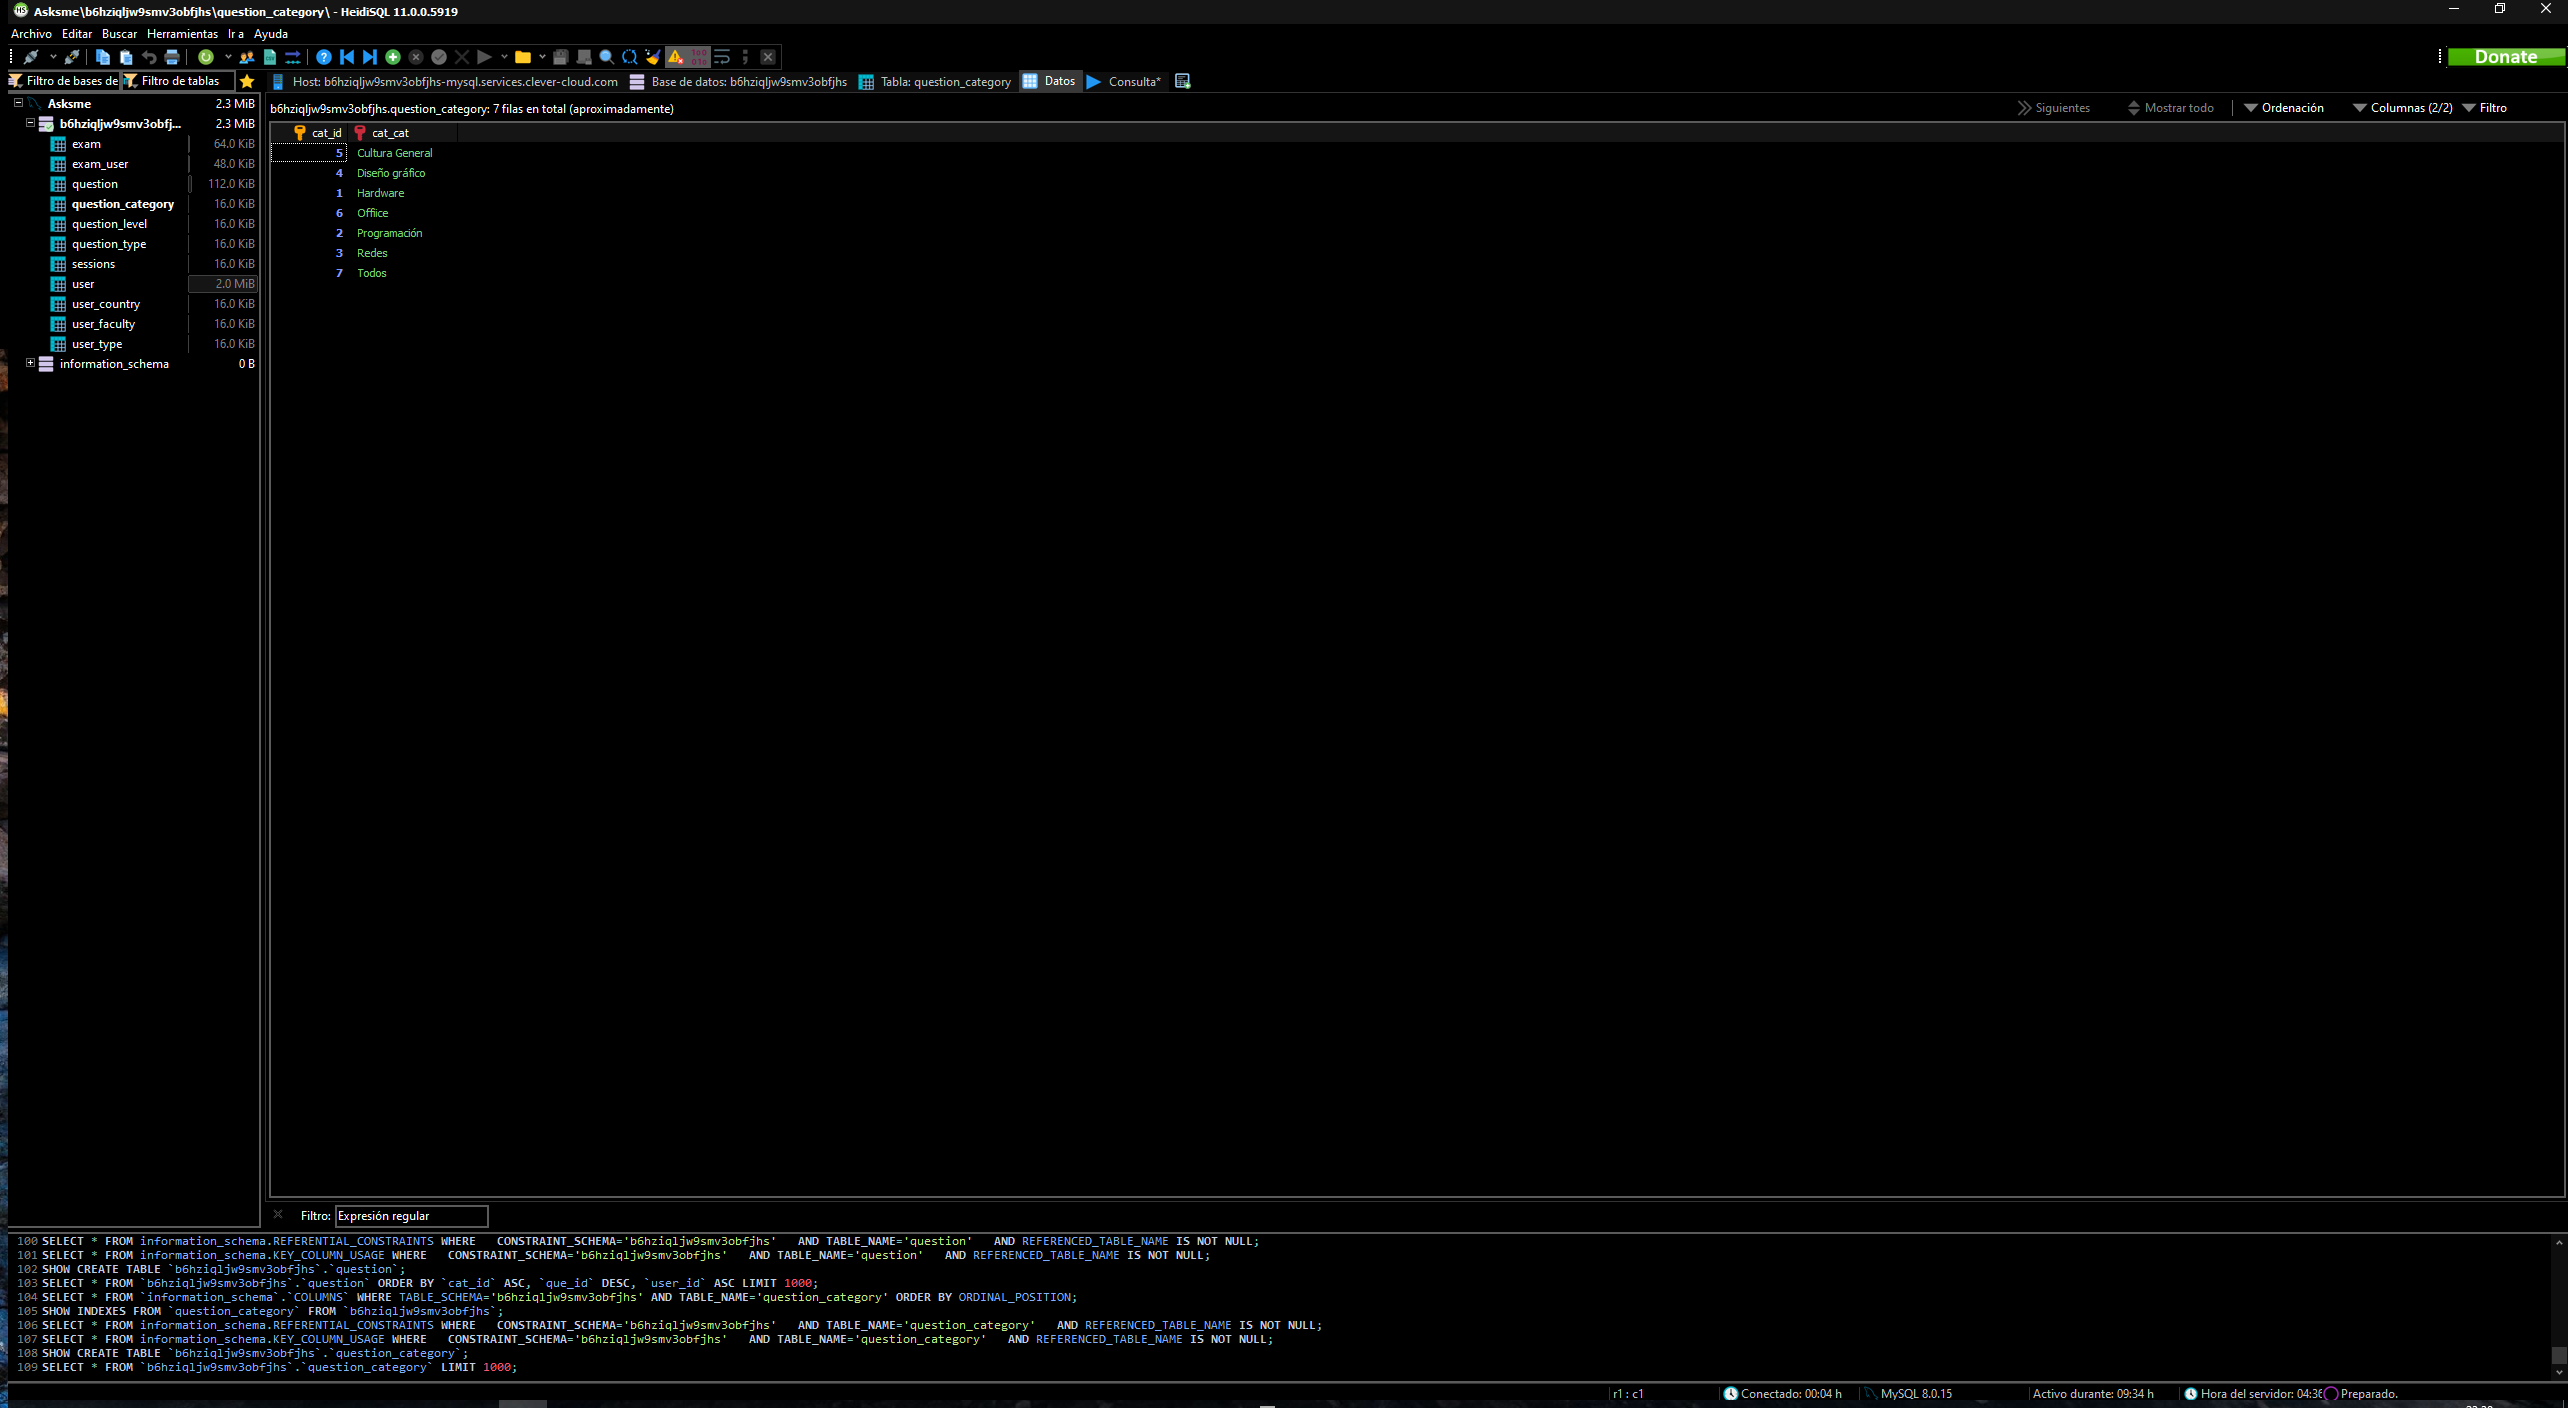 Asksme\b6hziqljw9smv3obfjhs\question_category\ - HeidiSQL 11.0.0.5919
Archivo Editar Buscar Herramientas Ir a Ayuda
Donate
Filtro de bases de Filtro de tablas Host: b6hziqljw9smv3obfjhs-mysql.services.clever-cloud.com Base de datos: b6hziqljw9smv3obfjhs Tabla: question_category Datos Consulta*
Asksme 2.3 MiB
b6hziqljw9smv3obfj... 2.3 MiB
exam 64.0 KiB
exam_user 48.0 KiB
question 112.0 KiB
question_category 16.0 KiB
question_level 16.0 KiB
question_type 16.0 KiB
sessions 16.0 KiB
user 2.0 MiB
user_country 16.0 KiB
user_faculty 16.0 KiB
user_type 16.0 KiB
information_schema 0 B
b6hziqljw9smv3obfjhs.question_category: 7 filas en total (aproximadamente) Siguientes Mostrar todo Ordenación Columnas (2/2) Filtro
cat_id cat_cat
5 Cultura General
4 Diseño gráfico
1 Hardware
6 Offiice
2 Programación
3 Redes
7 Todos
Filtro: Expresión regular
100 SELECT * FROM information_schema.REFERENTIAL_CONSTRAINTS WHERE CONSTRAINT_SCHEMA='b6hziqljw9smv3obfjhs' AND TABLE_NAME='question' AND REFERENCED_TABLE_NAME IS NOT NULL;
101 SELECT * FROM information_schema.KEY_COLUMN_USAGE WHERE CONSTRAINT_SCHEMA='b6hziqljw9smv3obfjhs' AND TABLE_NAME='question' AND REFERENCED_TABLE_NAME IS NOT NULL;
102 SHOW CREATE TABLE `b6hziqljw9smv3obfjhs`.`question`;
103 SELECT * FROM `b6hziqljw9smv3obfjhs`.`question` ORDER BY `cat_id` ASC, `que_id` DESC, `user_id` ASC LIMIT 1000;
104 SELECT * FROM `information_schema`.`COLUMNS` WHERE TABLE_SCHEMA='b6hziqljw9smv3obfjhs' AND TABLE_NAME='question_category' ORDER BY ORDINAL_POSITION;
105 SHOW INDEXES FROM `question_category` FROM `b6hziqljw9smv3obfjhs`;
106 SELECT * FROM information_schema.REFERENTIAL_CONSTRAINTS WHERE CONSTRAINT_SCHEMA='b6hziqljw9smv3obfjhs' AND TABLE_NAME='question_category' AND REFERENCED_TABLE_NAME IS NOT NULL;
107 SELECT * FROM information_schema.KEY_COLUMN_USAGE WHERE CONSTRAINT_SCHEMA='b6hziqljw9smv3obfjhs' AND TABLE_NAME='question_category' AND REFERENCED_TABLE_NAME IS NOT NULL;
108 SHOW CREATE TABLE `b6hziqljw9smv3obfjhs`.`question_category`;
109 SELECT * FROM `b6hziqljw9smv3obfjhs`.`question_category` LIMIT 1000;
r1 : c1 Conectado: 00:04 h MySQL 8.0.15 Activo durante: 09:34 h Hora del servidor: 04:36 Preparado.